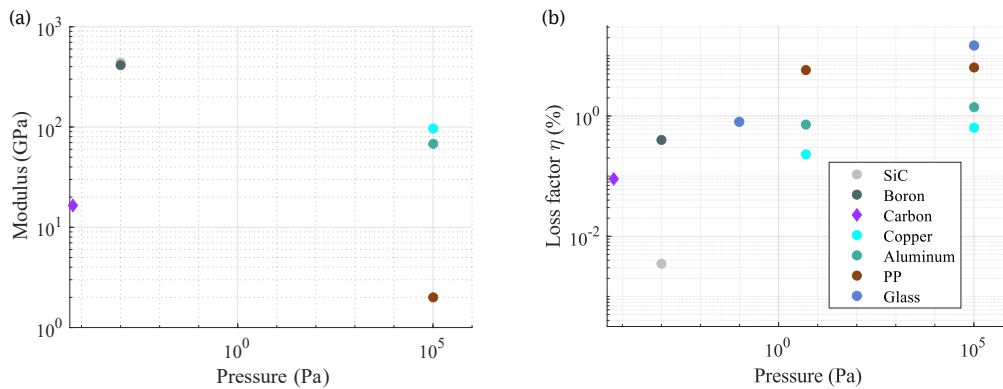 (a)
10^3
10^2
10^1
10^0
Modulus (GPa)
10^0
10^5
Pressure (Pa)
(b)
10^0
10^-2
Loss factor η (%)
SiC
Boron
Carbon
Copper
Aluminum
PP
Glass
10^0
10^5
Pressure (Pa)